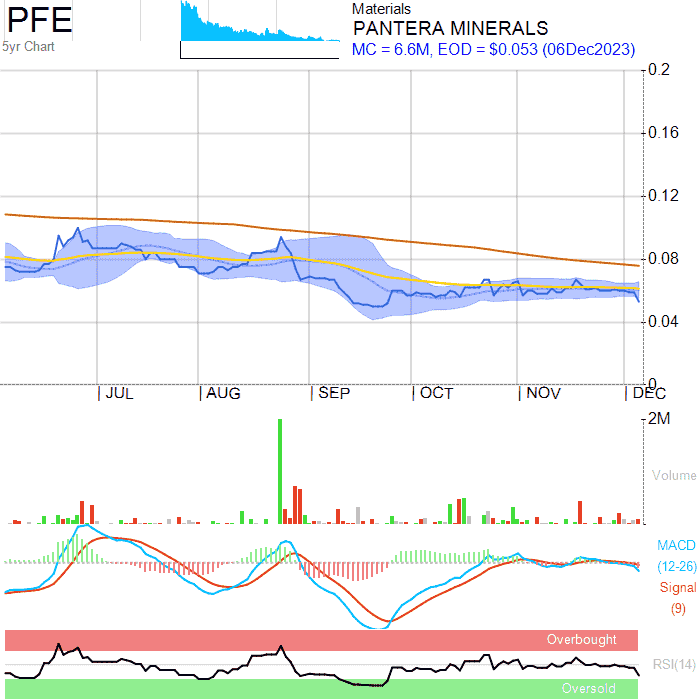 PFE
5yr Chart
Materials
PANTERA MINERALS
MC = 6.6M, EOD = $0.053 (06Dec2023)
0.2
0.16
0.12
0.08
0.04
0
JUL AUG SEP OCT NOV DEC
2M
Volume
MACD
(12-26)
Signal
(9)
Overbought
RSI(14)
Oversold